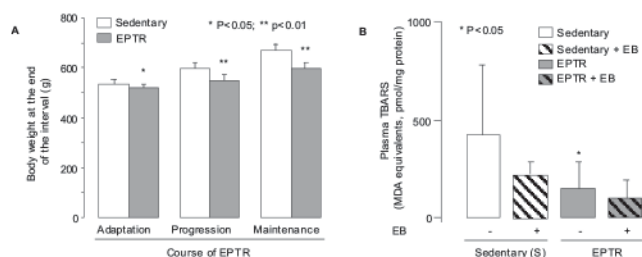 A
Sedentary
EPTR
* P<0.05; ** p<0.01
Body weight at the end
of the interval (g)
800
600
400
200
0
*
**
**
Adaptation
Progression
Maintenance
Course of EPTR
B
* P<0.05
Sedentary
Sedentary + EB
EPTR
EPTR + EB
Plasma TBARS
(MDA equivalents, pmol/mg protein)
1000
500
0
*
EB - + - +
Sedentary (S)
EPTR